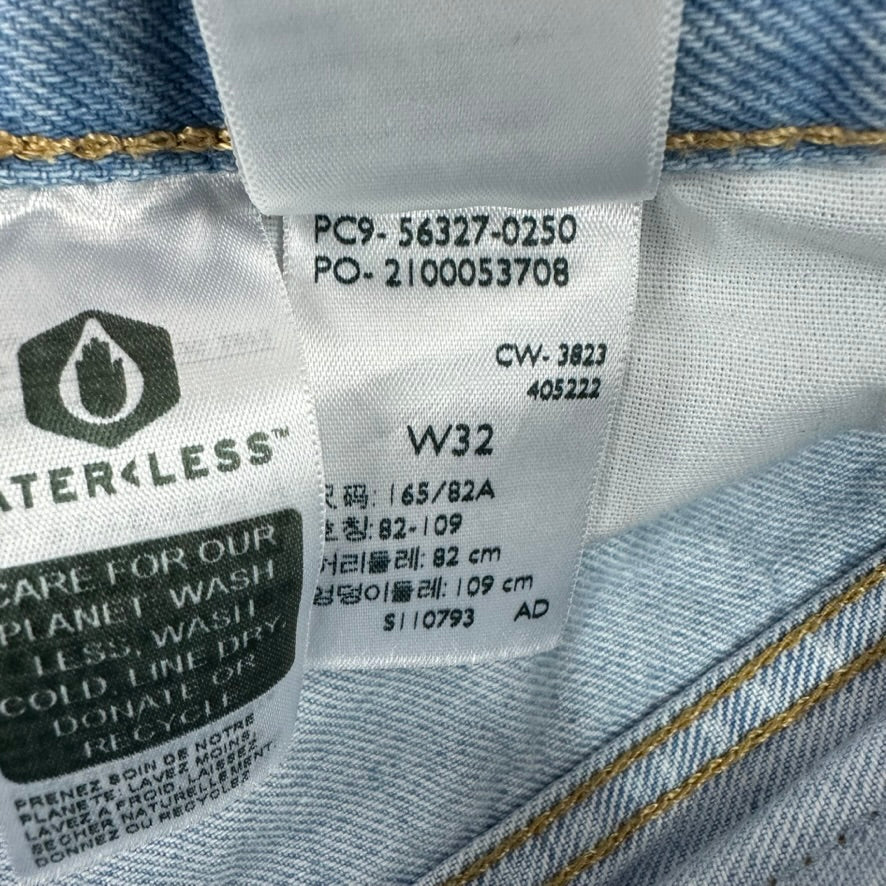 PC9- 56327-0250
PO- 2100053708
CW- 3823
405222
W32
尺码: 165/82A
호칭: 82-109
허리둘레: 82 cm
엉덩이둘레: 109 cm
S110793 AD
ATER<LESS™
CARE FOR OUR
PLANET WASH
LESS, WASH
COLD, LINE DRY,
DONATE OR
RECYCLE
PRENEZ SOIN DE NOTRE
PLANÈTE: LAVEZ MOINS,
LAVEZ À FROID, LAISSEZ
SÉCHER NATURELLEMENT,
DONNEZ OU RECYCLEZ